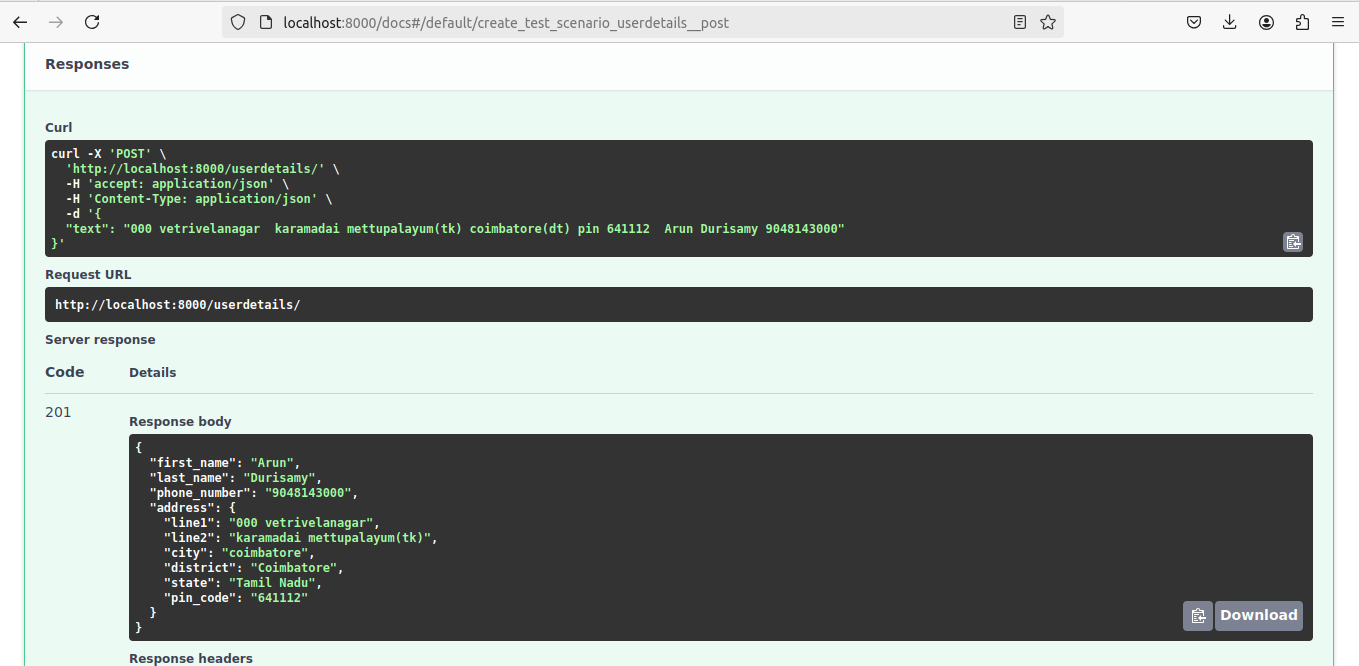 localhost:8000/docs#/default/create_test_scenario_userdetails__post
Responses
Curl
curl -X 'POST' \
  'http://localhost:8000/userdetails/' \
  -H 'accept: application/json' \
  -H 'Content-Type: application/json' \
  -d '{
  "text": "000 vetrivelanagar  karamadai mettupalayum(tk) coimbatore(dt) pin 641112  Arun Durisamy 9048143000"
}'
Request URL
http://localhost:8000/userdetails/
Server response
Code Details
201
Response body
{
  "first_name": "Arun",
  "last_name": "Durisamy",
  "phone_number": "9048143000",
  "address": {
    "line1": "000 vetrivelanagar",
    "line2": "karamadai mettupalayum(tk)",
    "city": "coimbatore",
    "district": "Coimbatore",
    "state": "Tamil Nadu",
    "pin_code": "641112"
  }
}
Download
Response headers